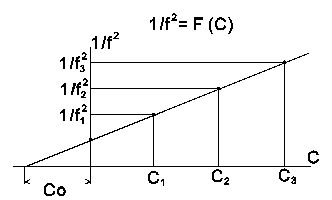 1/f² = F (C)
1/f²
1/f₃²
1/f₂²
1/f₁²
C
Co
C₁
C₂
C₃